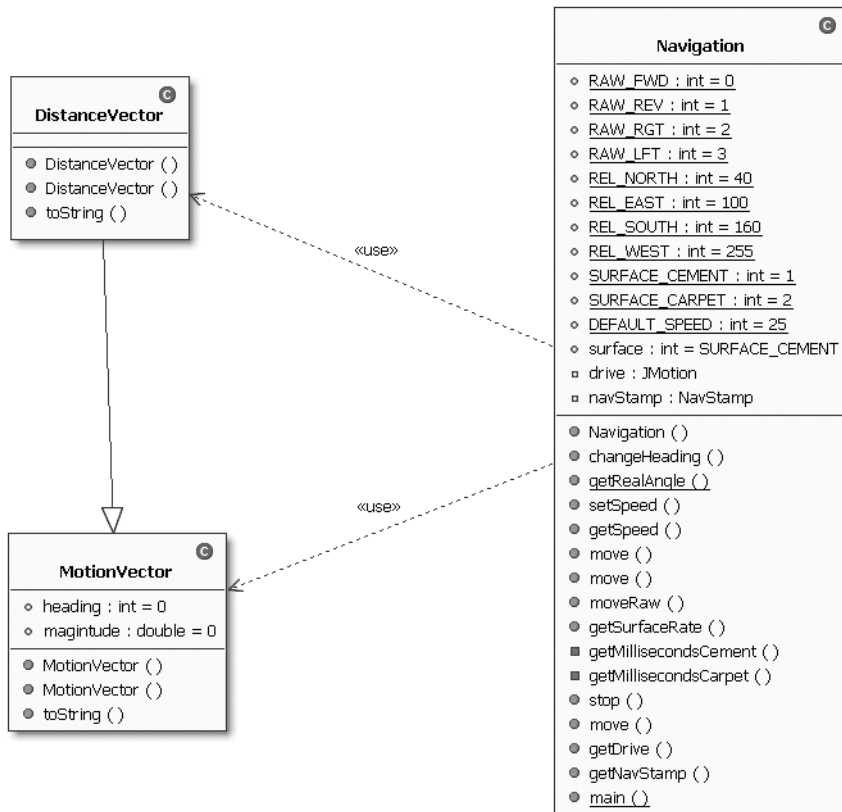 C
DistanceVector
DistanceVector ()
DistanceVector ()
toString ()
«use»
«use»
C
MotionVector
heading : int = 0
magintude : double = 0
MotionVector ()
MotionVector ()
toString ()
C
Navigation
RAW_FWD : int = 0
RAW_REV : int = 1
RAW_RGT : int = 2
RAW_LFT : int = 3
REL_NORTH : int = 40
REL_EAST : int = 100
REL_SOUTH : int = 160
REL_WEST : int = 255
SURFACE_CEMENT : int = 1
SURFACE_CARPET : int = 2
DEFAULT_SPEED : int = 25
surface : int = SURFACE_CEMENT
drive : JMotion
navStamp : NavStamp
Navigation ()
changeHeading ()
getRealAngle ()
setSpeed ()
getSpeed ()
move ()
move ()
moveRaw ()
getSurfaceRate ()
getMillisecondsCement ()
getMillisecondsCarpet ()
stop ()
move ()
getDrive ()
getNavStamp ()
main ()